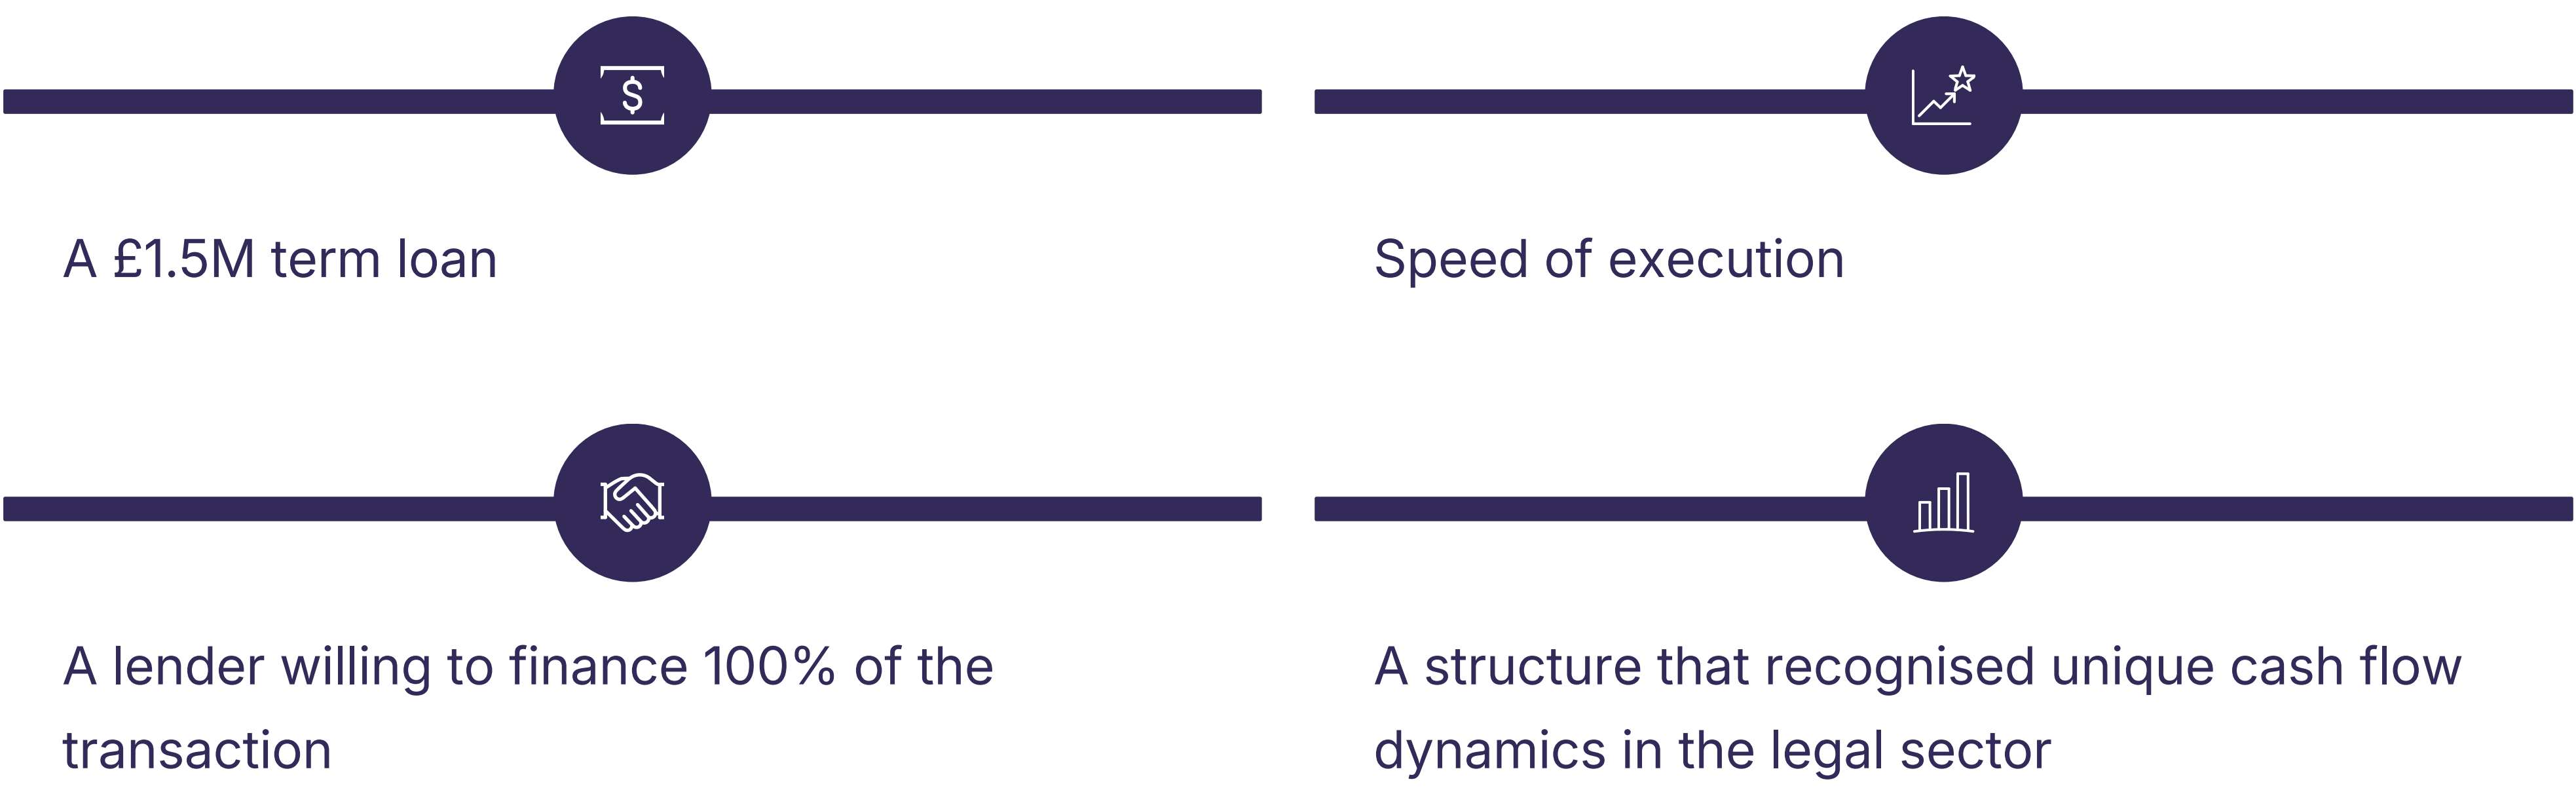 $
A £1.5M term loan
Speed of execution
A lender willing to finance 100% of the
transaction
A structure that recognised unique cash flow
dynamics in the legal sector